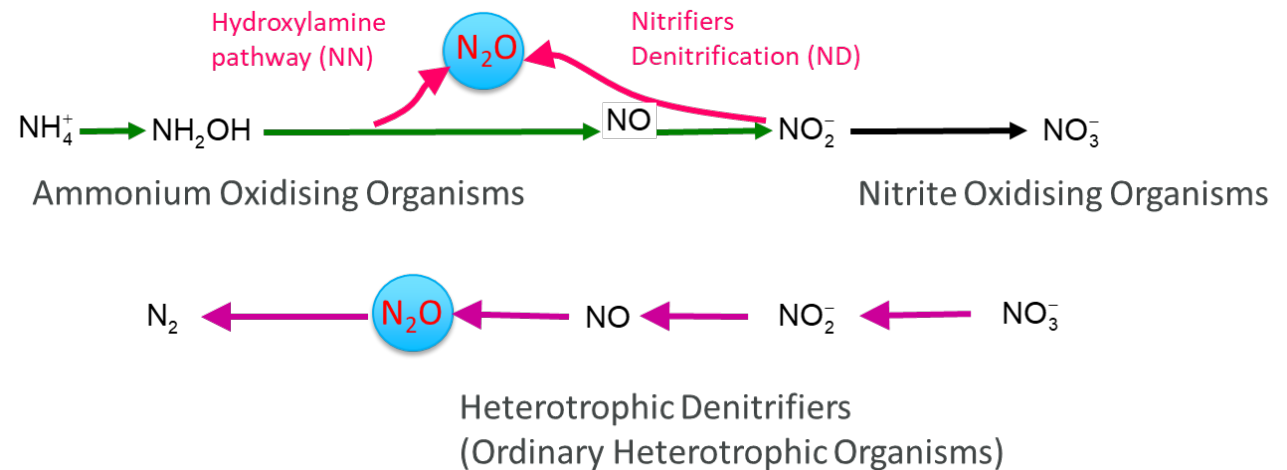 Hydroxylamine
pathway (NN)
N₂O
Nitrifiers
Denitrification (ND)
NH₄⁺ NH₂OH NO NO₂⁻ NO₃⁻
Ammonium Oxidising Organisms
Nitrite Oxidising Organisms
N₂ N₂O NO NO₂⁻ NO₃⁻
Heterotrophic Denitrifiers
(Ordinary Heterotrophic Organisms)